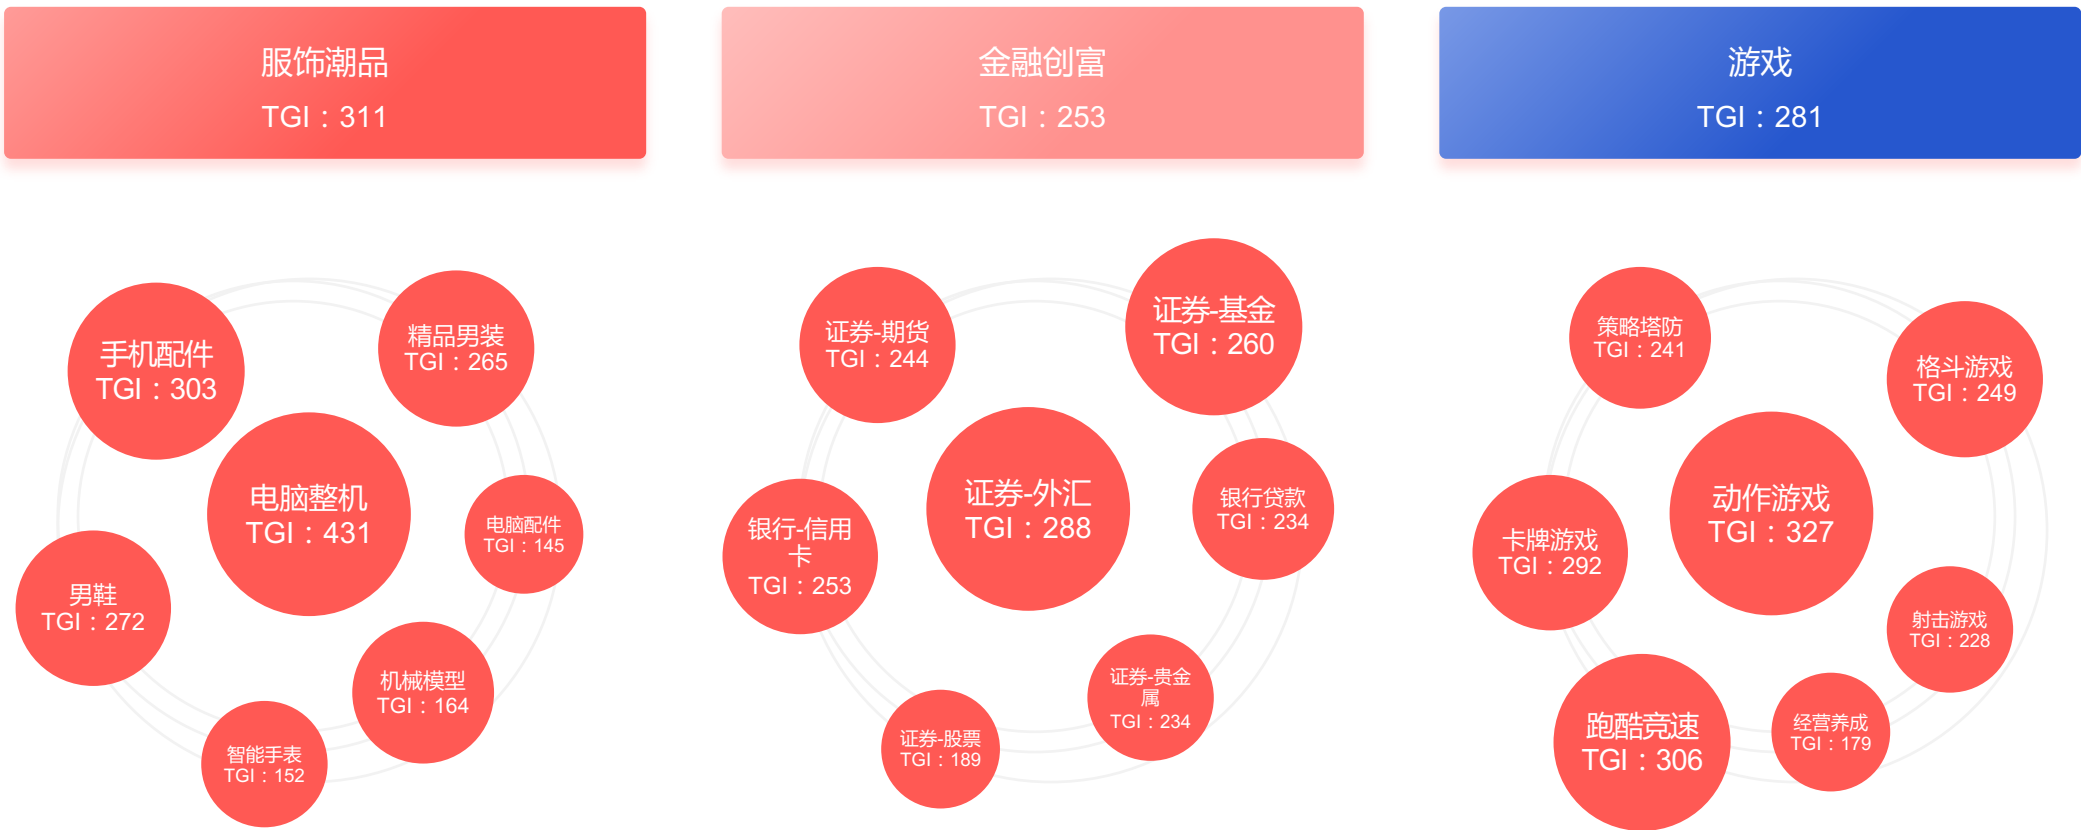 服饰潮品
TGI：311
金融创富
TGI：253
游戏
TGI：281
手机配件
TGI：303
精品男装
TGI：265
电脑整机
TGI：431
电脑配件
TGI：145
男鞋
TGI：272
机械模型
TGI：164
智能手表
TGI：152
证券-期货
TGI：244
证券-基金
TGI：260
证券-外汇
TGI：288
银行贷款
TGI：234
银行-信用
卡
TGI：253
证券-贵金
属
TGI：234
证券-股票
TGI：189
策略塔防
TGI：241
格斗游戏
TGI：249
动作游戏
TGI：327
卡牌游戏
TGI：292
射击游戏
TGI：228
跑酷竞速
TGI：306
经营养成
TGI：179